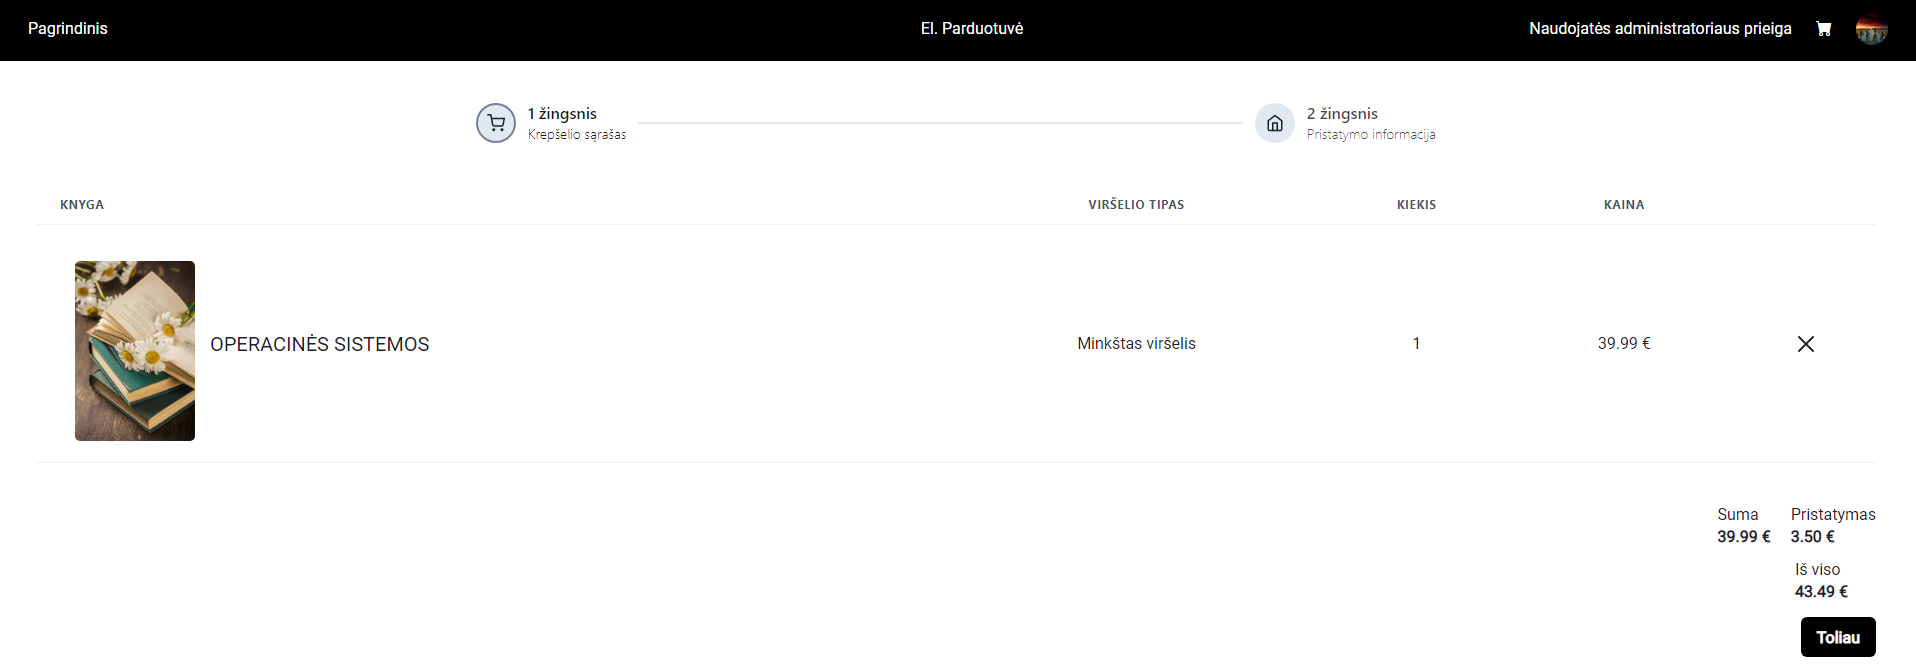 Pagrindinis
El. Parduotuvė
Naudojatės administratoriaus prieiga
1 žingsnis
Krepšelio sąrašas
2 žingsnis
Pristatymo informacija
KNYGA
VIRŠELIO TIPAS
KIEKIS
KAINA
OPERACINĖS SISTEMOS
Minkštas viršelis
1
39.99 €
Suma
39.99 €
Pristatymas
3.50 €
Iš viso
43.49 €
Toliau